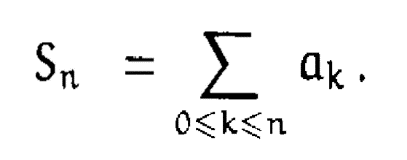 Sₙ = ∑ aₖ.
0⩽k⩽n